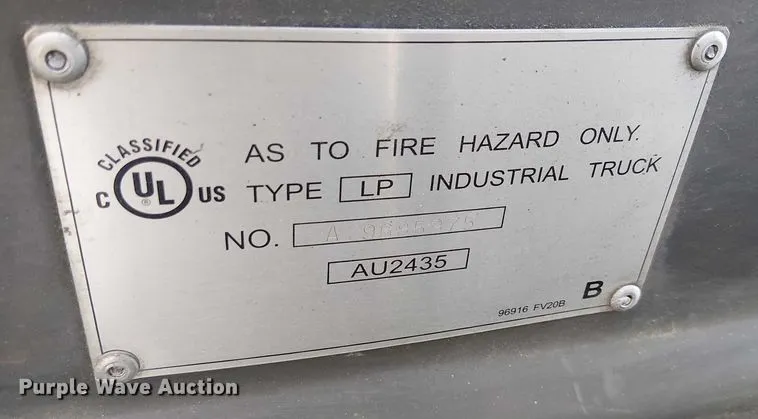 CLASSIFIED
C UL® US
AS TO FIRE HAZARD ONLY.
TYPE LP INDUSTRIAL TRUCK
NO.
AU2435
96916 FV20B
B
Purple Wave Auction